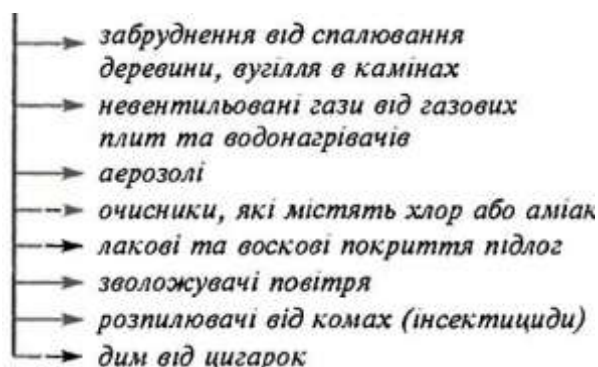 забруднення від спалювання
деревини, вугілля в камінах
невентильовані гази від газових
плит та водонагрівачів
аерозолі
очисники, які містять хлор або аміак
лакові та воскові покриття підлог
зволожувачі повітря
розпилювачі від комах (інсектициди)
дим від цигарок